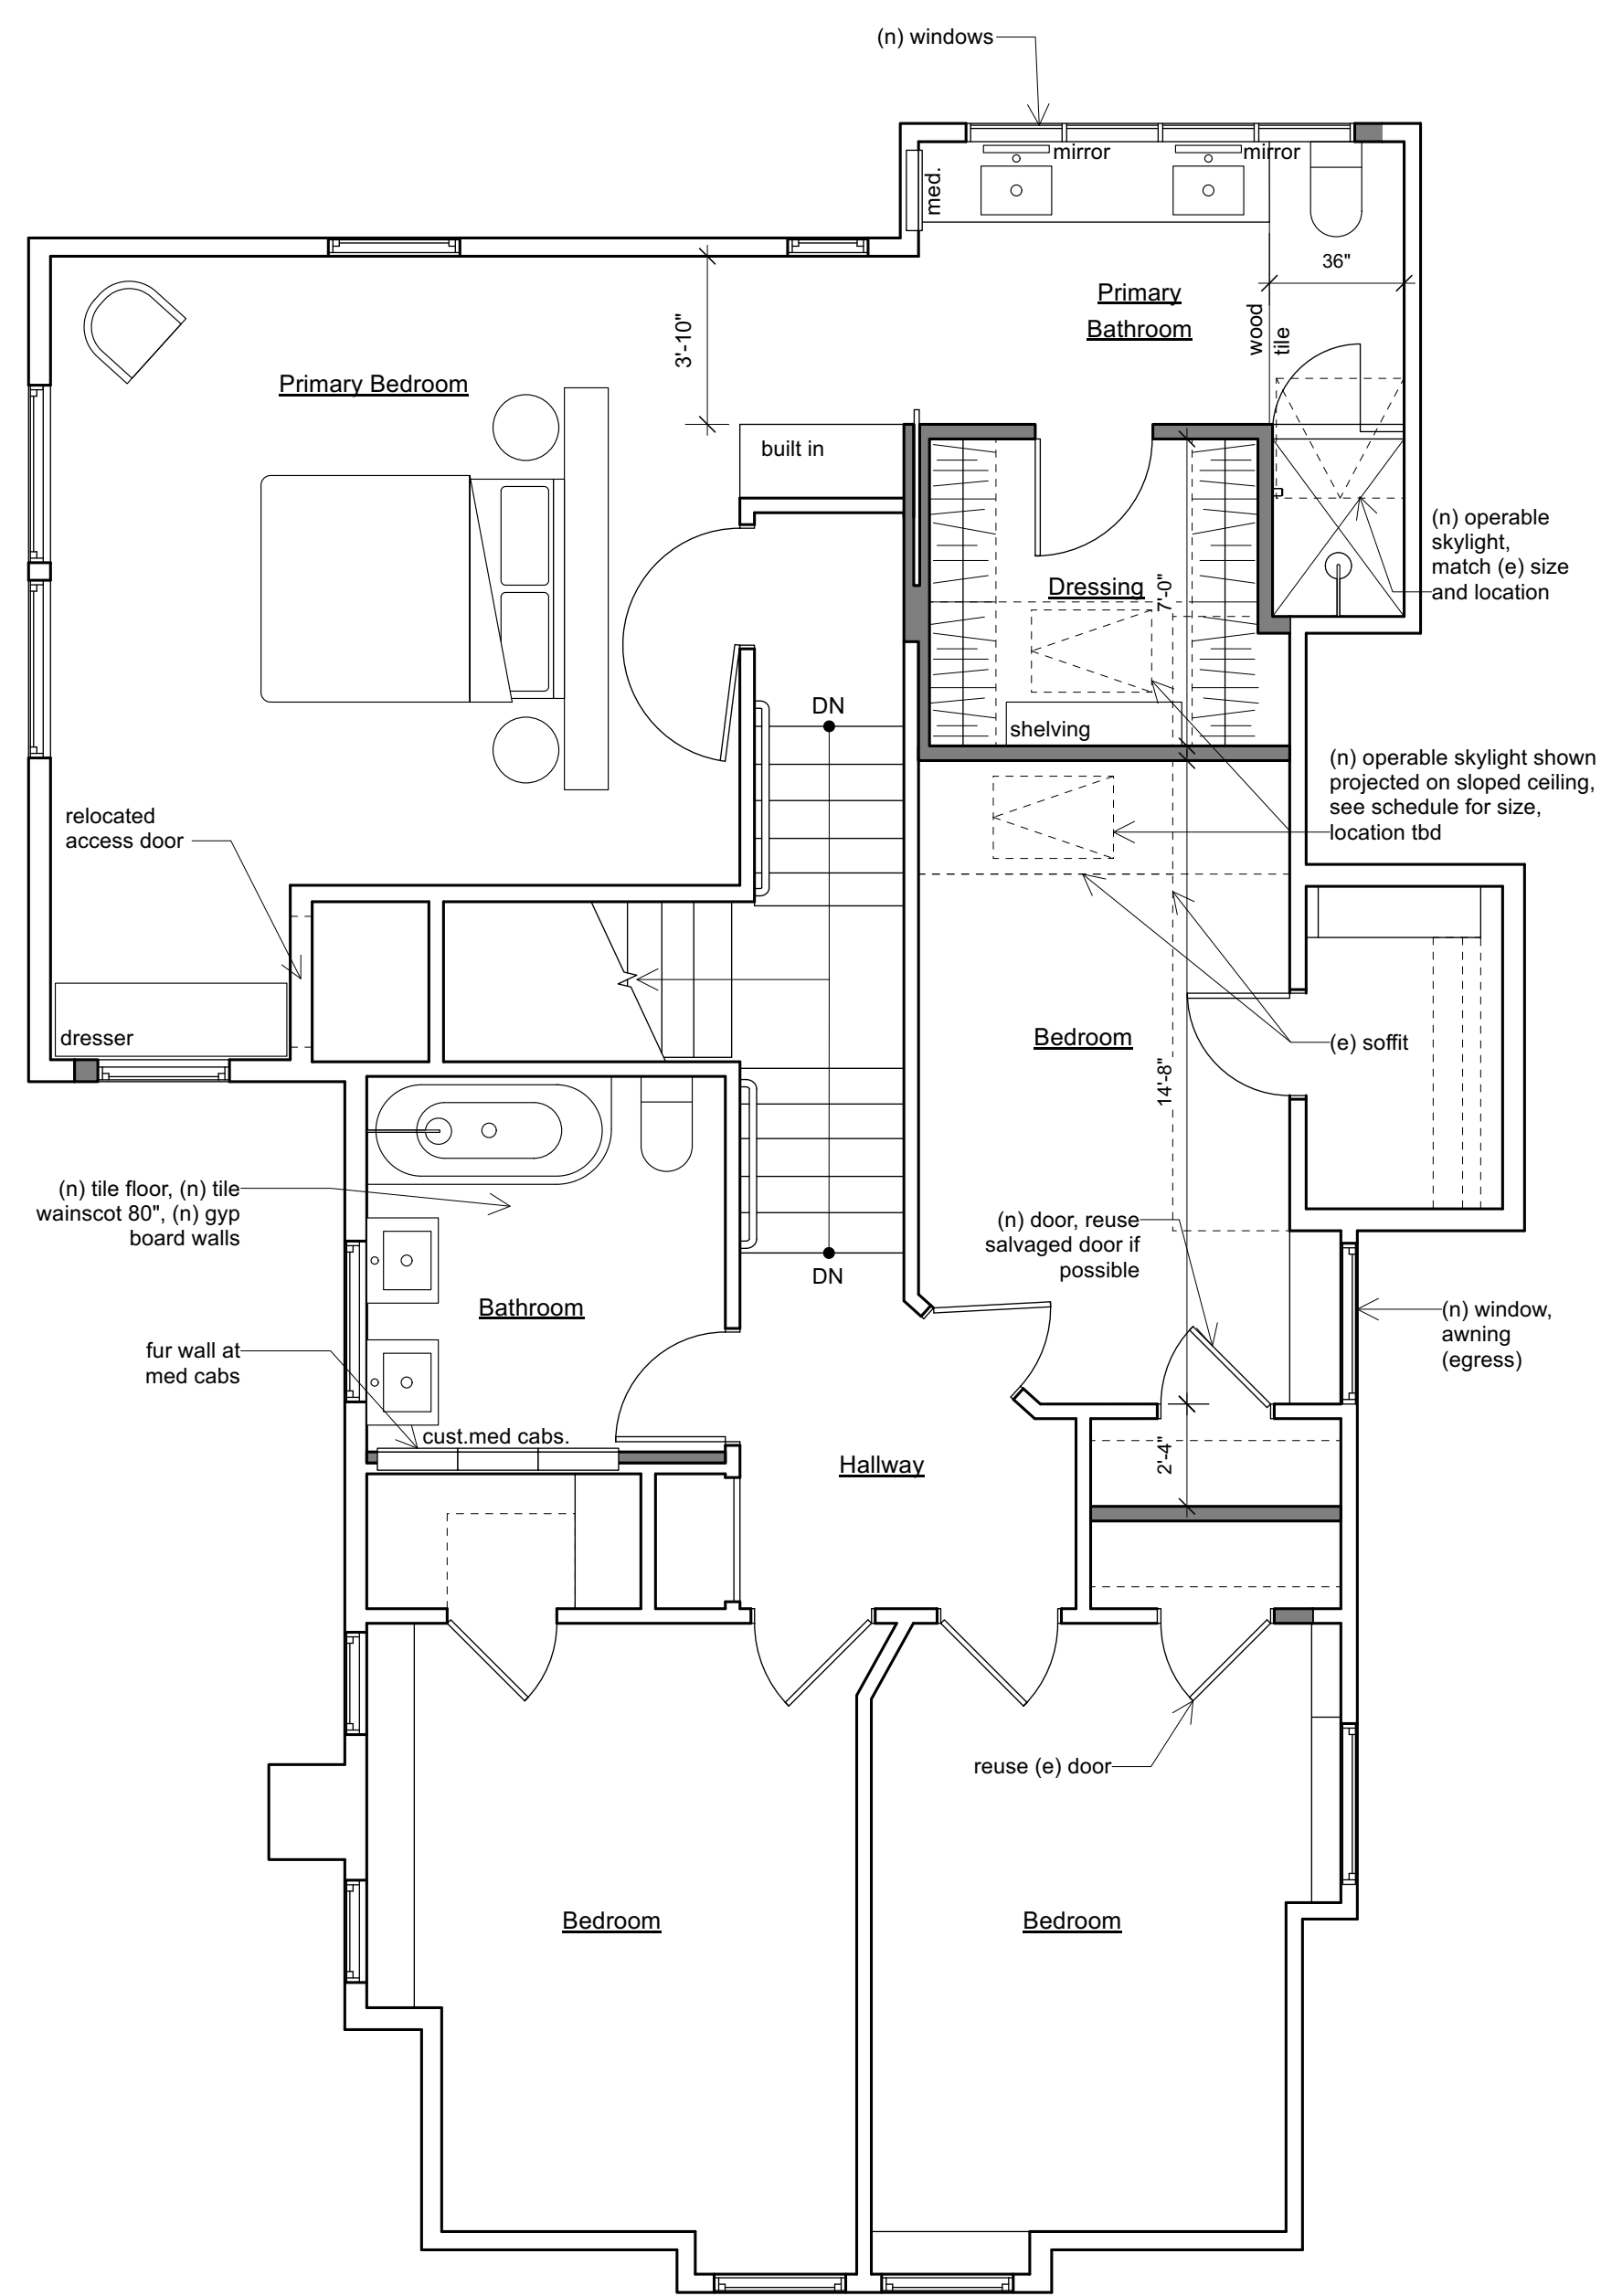 (n) windows
mirror
mirror
med.
36"
Primary
Bathroom
wood
tile
3'-10"
Primary Bedroom
built in
(n) operable
skylight,
match (e) size
and location
Dressing
7'-0"
DN
shelving
(n) operable skylight shown
projected on sloped ceiling,
see schedule for size,
location tbd
relocated
access door
dresser
Bedroom
(e) soffit
14'-8"
(n) tile floor, (n) tile
wainscot 80", (n) gyp
board walls
(n) door, reuse
salvaged door if
possible
DN
Bathroom
(n) window,
awning
(egress)
fur wall at
med cabs
cust.med cabs.
Hallway
2'-4"
reuse (e) door
Bedroom
Bedroom